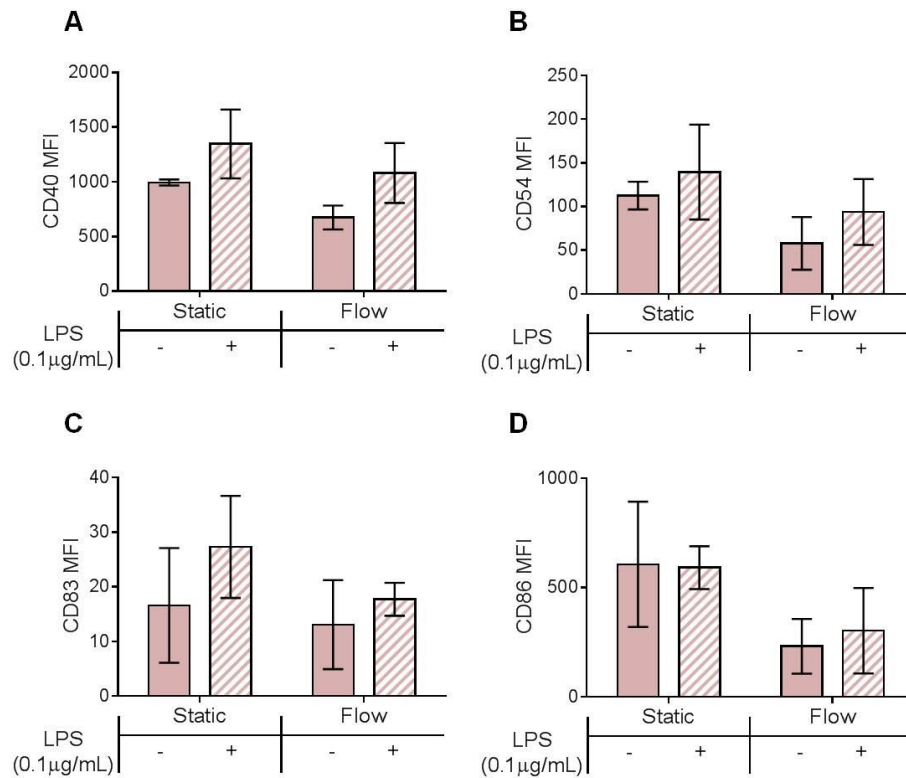 A
2000
1500
1000
500
0
CD40 MFI
Static Flow
LPS
(0.1µg/mL)
- + - +
B
250
200
150
100
50
0
CD54 MFI
Static Flow
LPS
(0.1µg/mL)
- + - +
C
40
30
20
10
0
CD83 MFI
Static Flow
LPS
(0.1µg/mL)
- + - +
D
1000
500
0
CD86 MFI
Static Flow
LPS
(0.1µg/mL)
- + - +